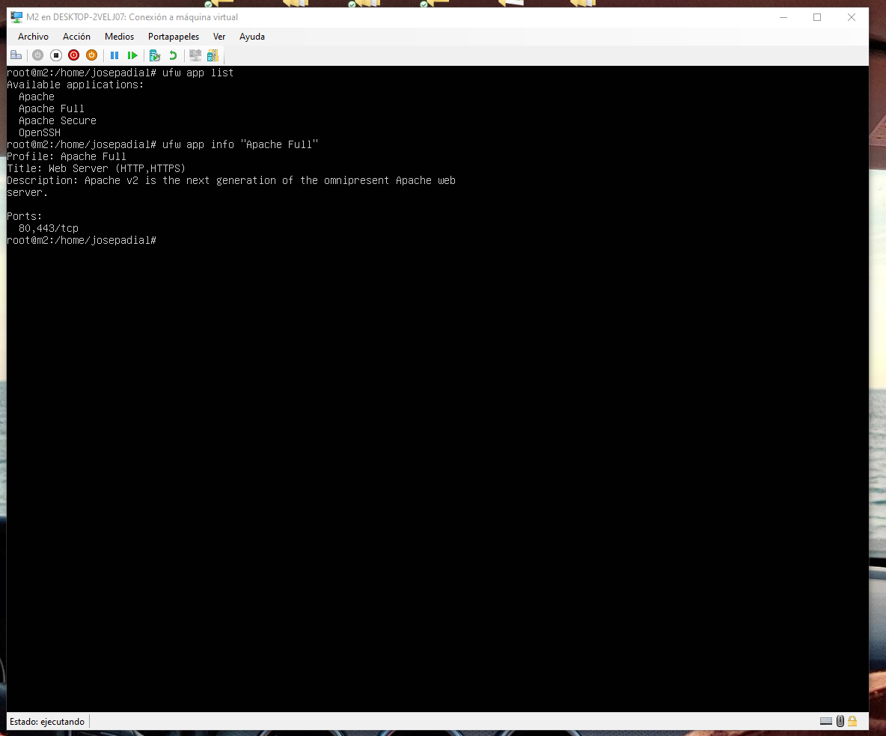 M2 en DESKTOP-2VELJ07: Conexión a máquina virtual
Archivo Acción Medios Portapapeles Ver Ayuda
root@m2:/home/josepadial# ufw app list
Available applications:
  Apache
  Apache Full
  Apache Secure
  OpenSSH
root@m2:/home/josepadial# ufw app info "Apache Full"
Profile: Apache Full
Title: Web Server (HTTP,HTTPS)
Description: Apache v2 is the next generation of the omnipresent Apache web
server.

Ports:
  80,443/tcp
root@m2:/home/josepadial#
Estado: ejecutando